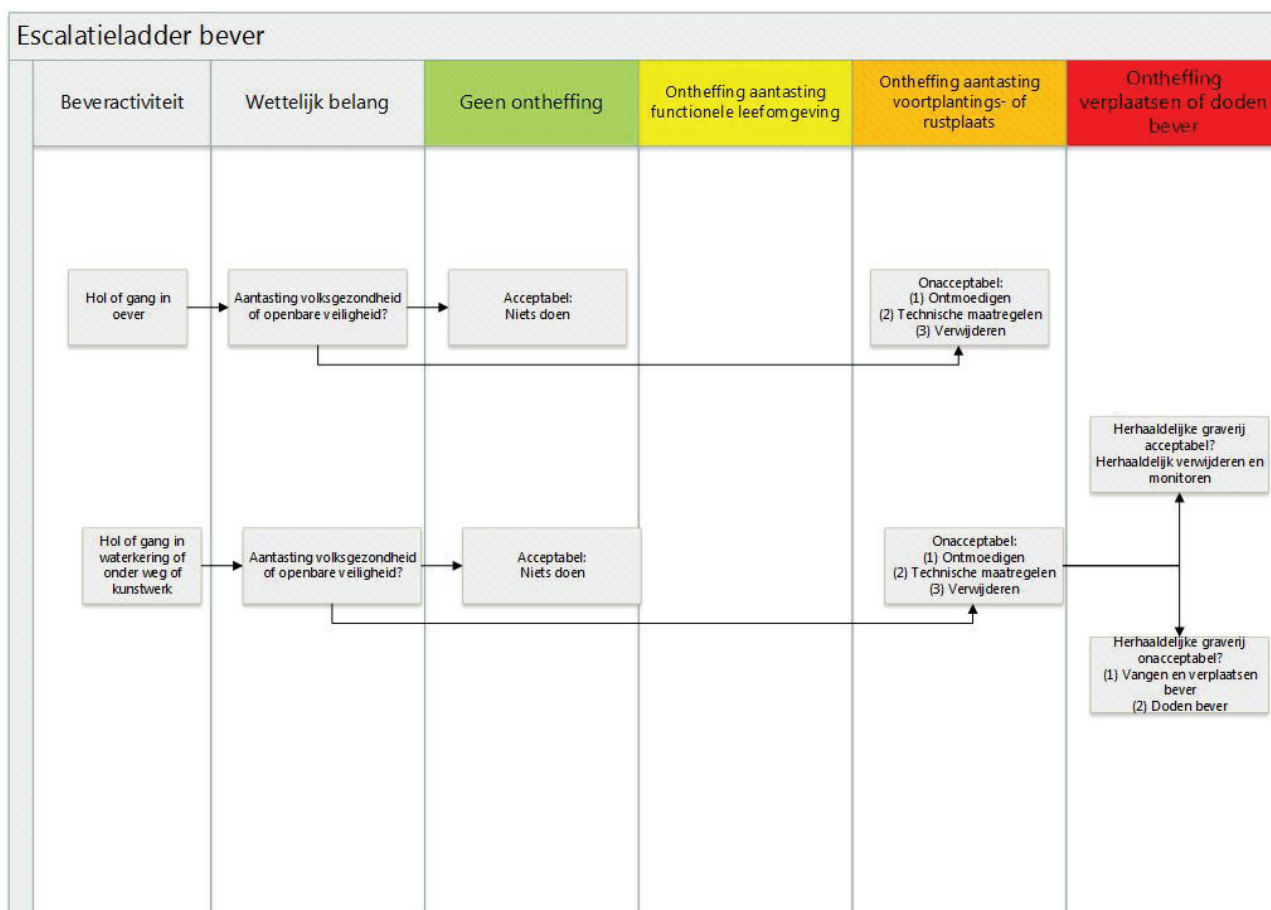 Escalatieladder bever
Beveractiviteit
Wettelijk belang
Geen ontheffing
Ontheffing aantasting
functionele leefomgeving
Ontheffing aantasting
voortplantings- of
rustplaats
Ontheffing
verplaatsen of doden
bever
Hol of gang in
oever
Aantasting volksgezondheid
of openbare veiligheid?
Acceptabel:
Niets doen
Onacceptabel:
(1) Ontmoedigen
(2) Technische maatregelen
(3) Verwijderen
Hol of gang in
waterkering of
onder weg of
kunstwerk
Aantasting volksgezondheid
of openbare veiligheid?
Acceptabel:
Niets doen
Onacceptabel:
(1) Ontmoedigen
(2) Technische maatregelen
(3) Verwijderen
Herhaaldelijke graverij
acceptabel?
Herhaaldelijk verwijderen en
monitoren
Herhaaldelijke graverij
onacceptabel?
(1) Vangen en verplaatsen
bever
(2) Doden bever